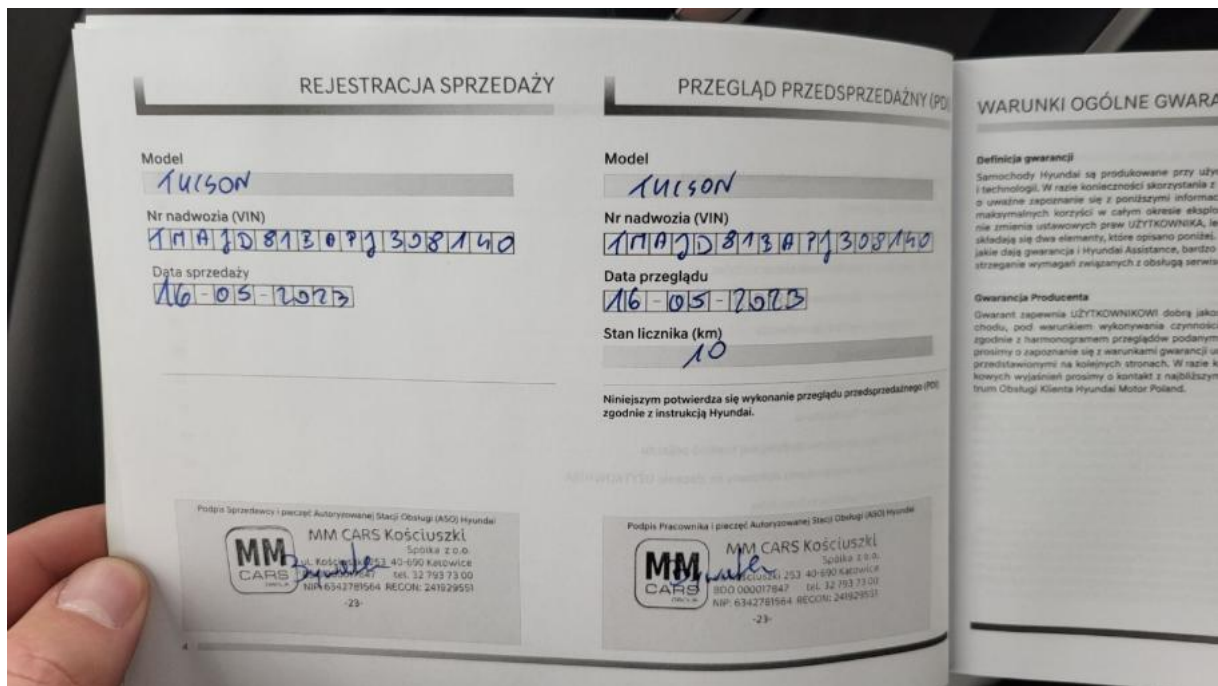 REJESTRACJA SPRZEDAŻY
Model
TUCSON
Nr nadwozia (VIN)
Data sprzedaży
16-05-2023
Podpis Sprzedawcy i pieczęć Autoryzowanej Stacji Obsługi (ASO) Hyundai
MM CARS
MM CARS Kościuszki
Spółka z o.o.
253 40-690 Katowice
tel. 32 793 73 00
NIP: 6342781564 REGON: 241929551
-23-
4
PRZEGLĄD PRZEDSPRZEDAŻNY (PDI
Model
TUCSON
Nr nadwozia (VIN)
Data przeglądu
16-05-2023
Stan licznika (km)
10
Niniejszym potwierdza się wykonanie przeglądu przedsprzedażnego (PDI)
zgodnie z instrukcją Hyundai.
Podpis Pracownika i pieczęć Autoryzowanej Stacji Obsługi (ASO) Hyundai
MM CARS
MM CARS Kościuszki
Spółka z o.o.
253 40-690 Katowice
BDO 000017847 tel. 32 793 73 00
NIP: 6342781564 REGON: 241929551
-23-
WARUNKI OGÓLNE GWARA
Definicja gwarancji
Samochody Hyundai są produkowane przy użyc
i technologii. W razie konieczności skorzystania z
o uważne zapoznanie się z poniższymi informac
maksymalnych korzyści w całym okresie eksplo
nie zmienia ustawowych praw UŻYTKOWNIKA, le
składają się dwa elementy, które opisano poniżej.
jakie dają gwarancja i Hyundai Assistance, bardzo
strzeganie wymagań związanych z obsługą serwiso
Gwarancja Producenta
Gwarant zapewnia UŻYTKOWNIKOWI dobrą jakoś
chodu, pod warunkiem wykonywania czynności
zgodnie z harmonogramem przeglądów podanym
prosimy o zapoznanie się z warunkami gwarancji
przedstawionymi na kolejnych stronach. W razie
kowych wyjaśnień prosimy o kontakt z najbliższym
trum Obsługi Klienta Hyundai Motor Poland.